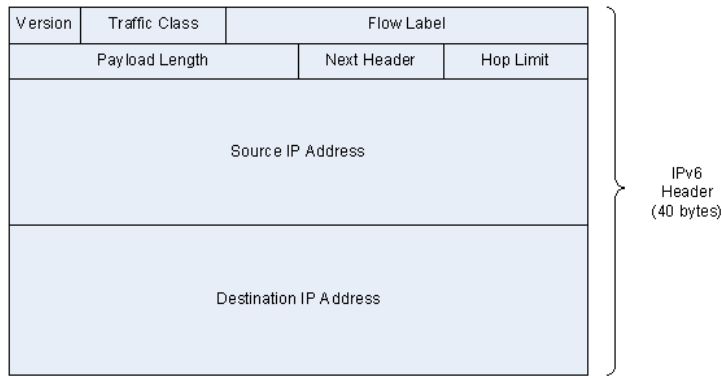 Version Traffic Class Flow Label
Payload Length Next Header Hop Limit
Source IP Address
Destination IP Address
IPv6
Header
(40 bytes)